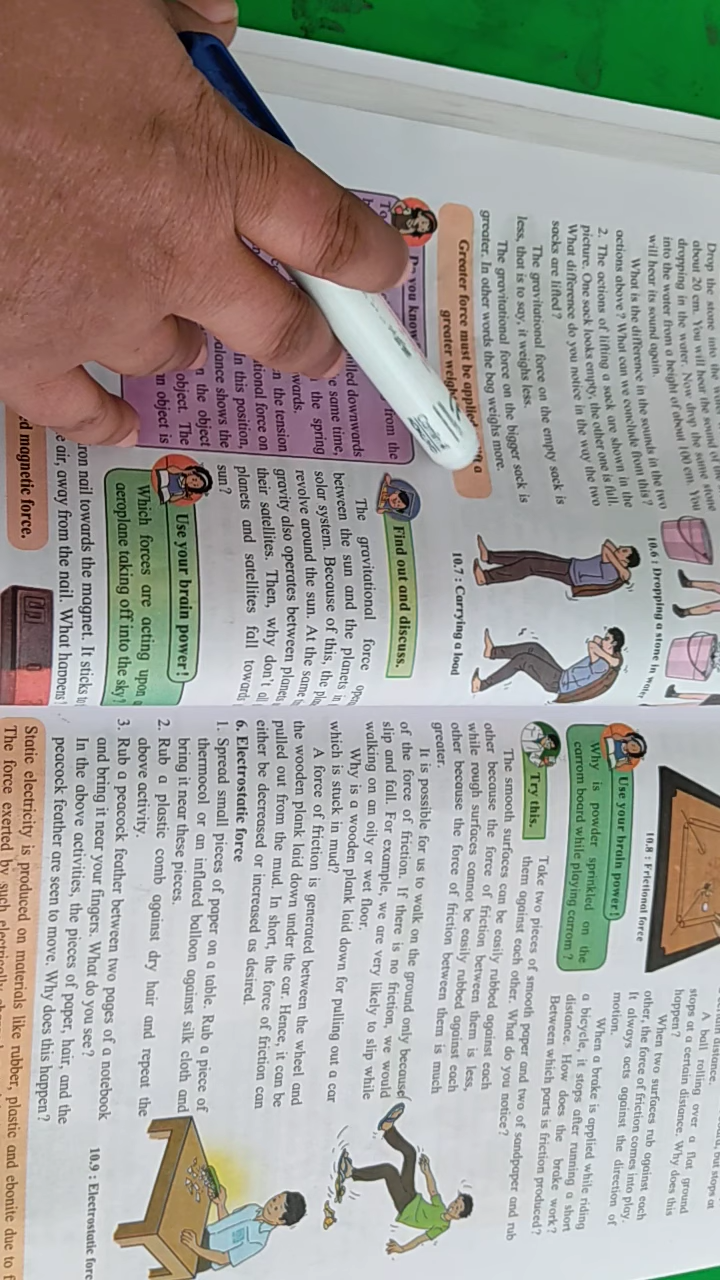 Drop the stone into the
about 20 cm. You will hear the sound of
dropping in the water. Now drop the same stone
into the water from a height of about 100 cm. You
will hear its sound again.
What is the difference in the sounds in the two
actions above? What can we conclude from this?
2. The actions of lifting a sack are shown in the
picture. One sack looks empty, the other one is full.
What difference do you notice in the way the two
sacks are lifted?
The gravitational force on the empty sack is
less, that is to say, it weighs less.
The gravitational force on the bigger sack is
greater. In other words the bag weighs more.
Greater force must be applied
greater weight
10.6 : Dropping a stone in
10.7 : Carrying a load
Do you know
from the
downwards
same time,
the spring
wards.
the tension
tional force on
In this position,
balance shows the
the object
object. The
an object is
Find out and discuss.
The gravitational force
between the sun and the planets in
solar system. Because of this, the
revolve around the sun. At the same
gravity also operates between planets
their satellites. Then, why don't all
planets and satellites fall towards
sun?
Use your brain power!
Which forces are acting upon
aeroplane taking off into the sky?
magnetic force.
iron nail towards the magnet. It sticks to
air, away from the nail. What happens?
distance. but stops at
A ball rolling over a flat ground
stops at a certain distance. Why does this
happen?
When two surfaces rub against each
other, the force of friction comes into play.
It always acts against the direction of
motion.
When a brake is applied while riding
a bicycle, it stops after running a short
distance. How does the brake work?
Between which parts is friction produced?
10.8 : Frictional force
Use your brain power!
Why is powder sprinkled on the
carrom board while playing carrom?
Try this.
Take two pieces of smooth paper and two of sandpaper and rub
them against each other. What do you notice?
The smooth surfaces can be easily rubbed against each
other because the force of friction between them is less,
while rough surfaces cannot be easily rubbed against each
other because the force of friction between them is much
greater.
It is possible for us to walk on the ground only because
of the force of friction. If there is no friction, we would
slip and fall. For example, we are very likely to slip while
walking on an oily or wet floor.
Why is a wooden plank laid down for pulling out a car
which is stuck in mud?
A force of friction is generated between the wheel and
the wooden plank laid down under the car. Hence, it can be
pulled out from the mud. In short, the force of friction can
either be decreased or increased as desired.
6. Electrostatic force
1. Spread small pieces of paper on a table. Rub a piece of
thermocol or an inflated balloon against silk cloth and
bring it near these pieces.
2. Rub a plastic comb against dry hair and repeat the
above activity.
3. Rub a peacock feather between two pages of a notebook
and bring it near your fingers. What do you see?
In the above activities, the pieces of paper, hair, and the
peacock feather are seen to move. Why does this happen?
10.9 : Electrostatic forc
Static electricity is produced on materials like rubber, plastic and ebonite due to
The force exerted by such electrically